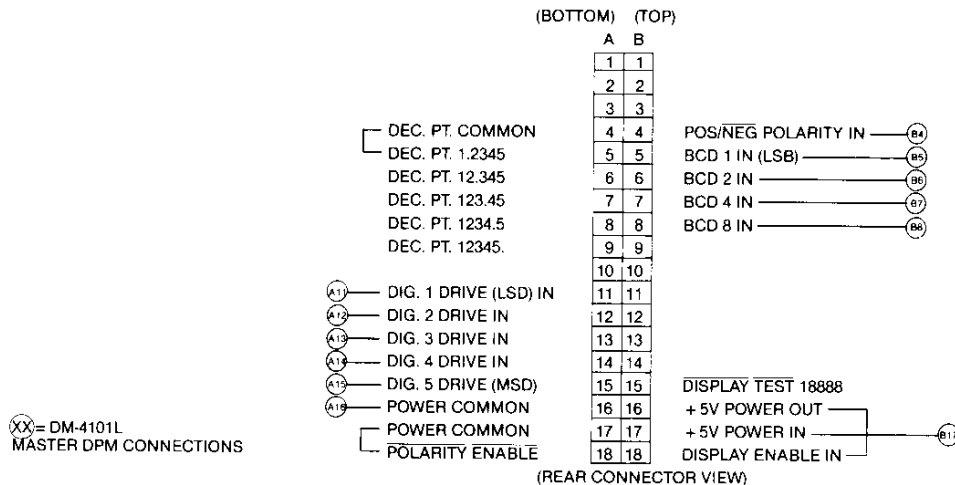 (BOTTOM) (TOP)
A B
1 1
2 2
3 3
DEC. PT. COMMON 4 4 POS/NEG POLARITY IN B4
DEC. PT. 1.2345 5 5 BCD 1 IN (LSB) B5
DEC. PT. 12.345 6 6 BCD 2 IN B6
DEC. PT. 123.45 7 7 BCD 4 IN B7
DEC. PT. 1234.5 8 8 BCD 8 IN B8
DEC. PT. 12345. 9 9
10 10
A11 DIG. 1 DRIVE (LSD) IN 11 11
A12 DIG. 2 DRIVE IN 12 12
A13 DIG. 3 DRIVE IN 13 13
A14 DIG. 4 DRIVE IN 14 14
A15 DIG. 5 DRIVE (MSD) 15 15 DISPLAY TEST 18888
A16 POWER COMMON 16 16 + 5V POWER OUT
XX = DM-4101L POWER COMMON 17 17 + 5V POWER IN
MASTER DPM CONNECTIONS POLARITY ENABLE 18 18 DISPLAY ENABLE IN
(REAR CONNECTOR VIEW)